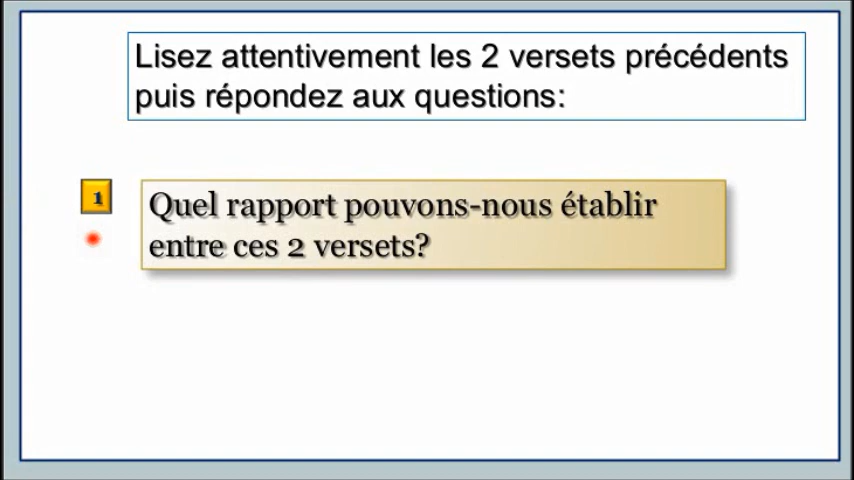 Lisez attentivement les 2 versets précédents
puis répondez aux questions:
1
Quel rapport pouvons-nous établir
entre ces 2 versets?